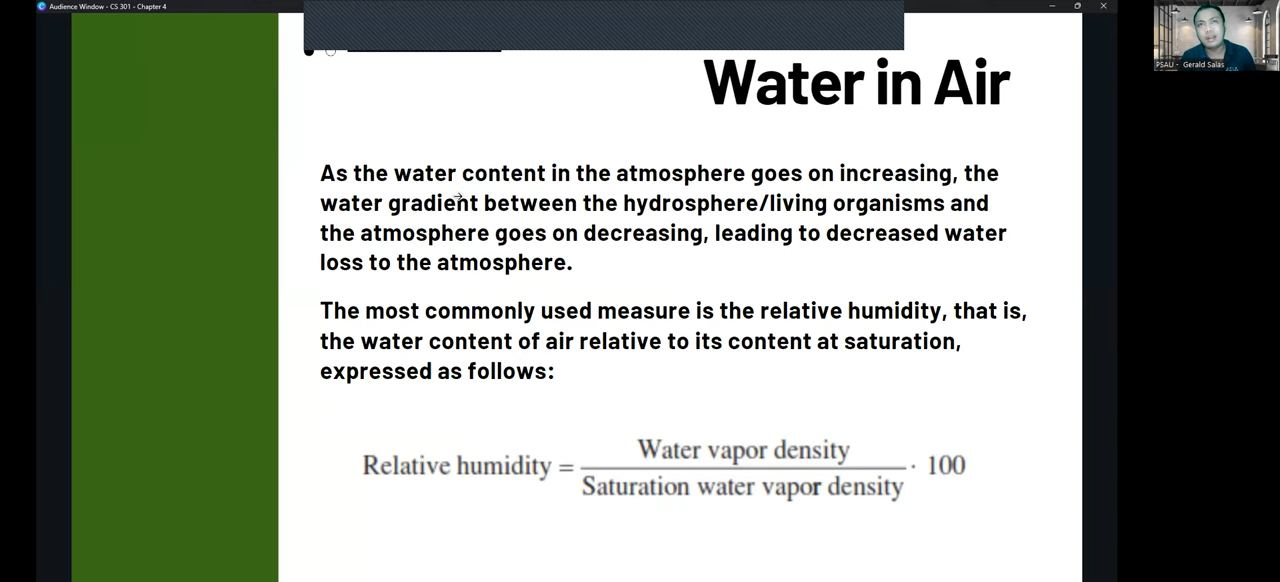 Audience Window - CS 301 - Chapter 4
PSAU - Gerald Salas
Water in Air
As the water content in the atmosphere goes on increasing, the
water gradient between the hydrosphere/living organisms and
the atmosphere goes on decreasing, leading to decreased water
loss to the atmosphere.
The most commonly used measure is the relative humidity, that is,
the water content of air relative to its content at saturation,
expressed as follows:
Water vapor density
Relative humidity = · 100
Saturation water vapor density